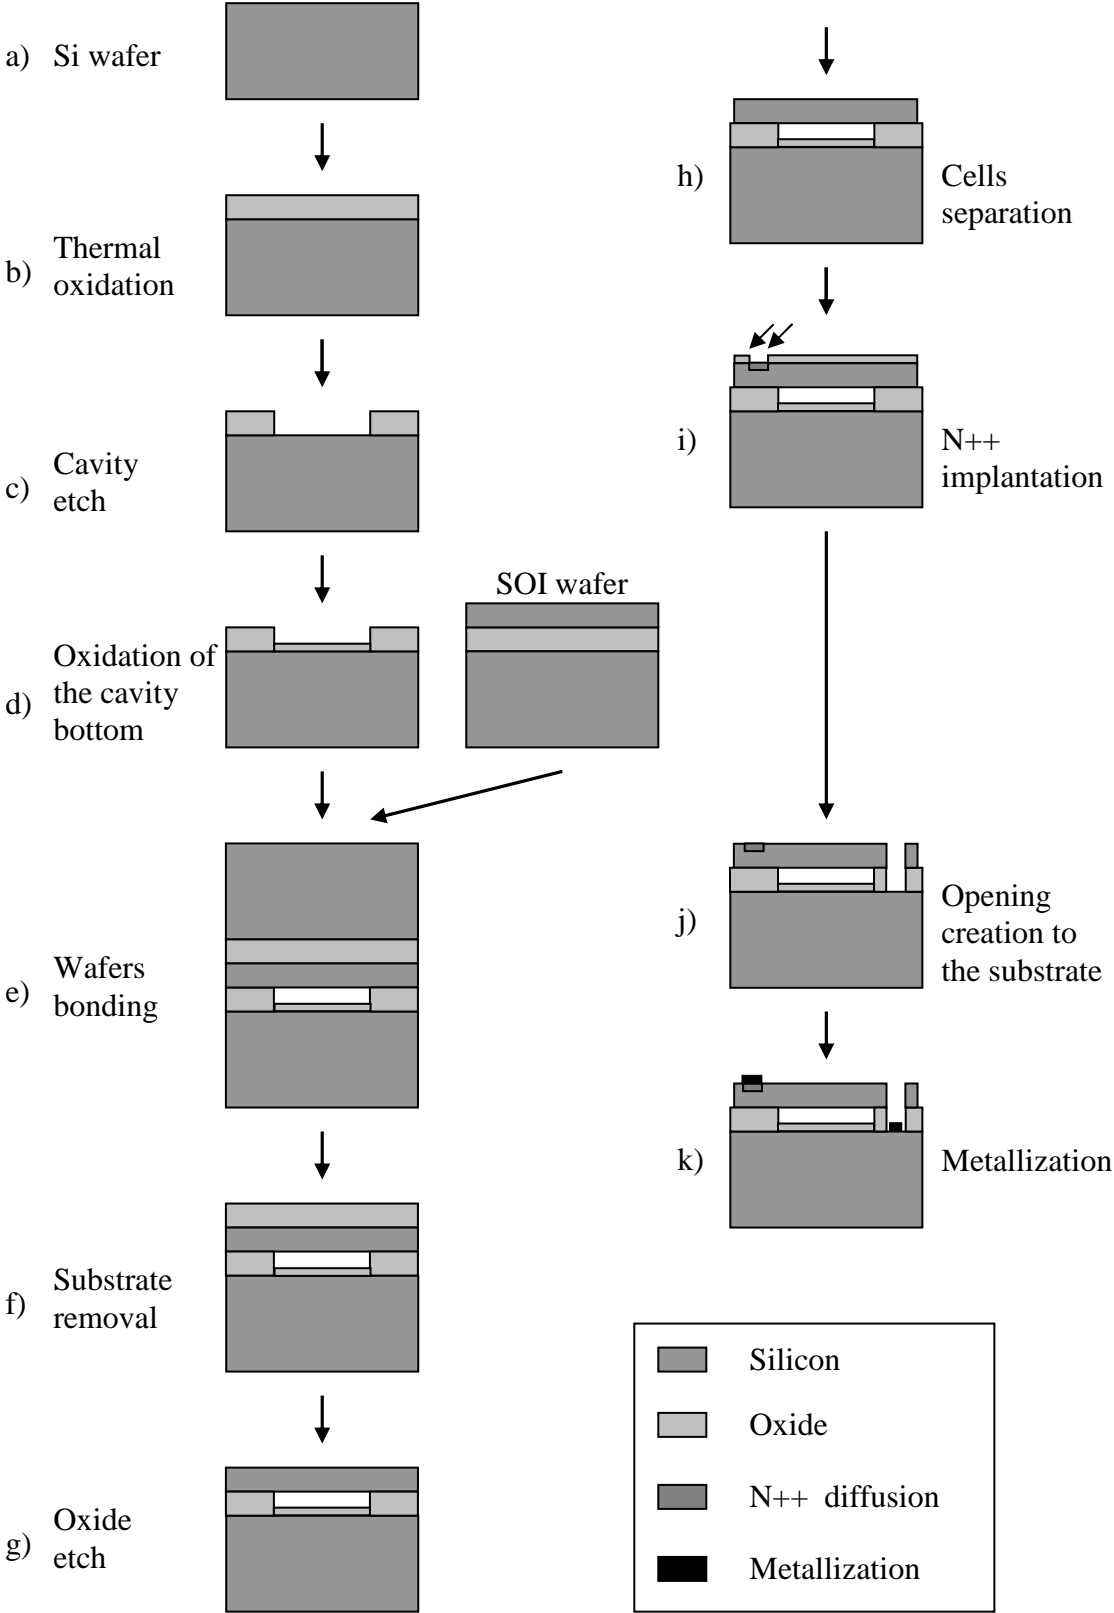 a) Si wafer
b) Thermal
oxidation
c) Cavity
etch
SOI wafer
d) Oxidation of
the cavity
bottom
e) Wafers
bonding
f) Substrate
removal
g) Oxide
etch
h) Cells
separation
i) N++
implantation
j) Opening
creation to
the substrate
k) Metallization
Silicon
Oxide
N++ diffusion
Metallization